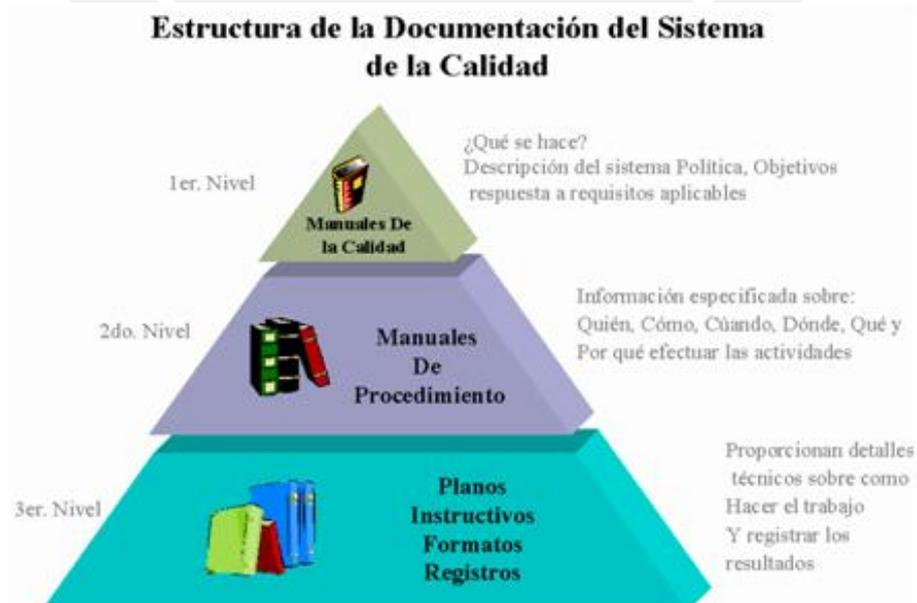 Estructura de la Documentación del Sistema
de la Calidad
1er. Nivel
Manuales De
la Calidad
¿Qué se hace?
Descripción del sistema Política, Objetivos
respuesta a requisitos aplicables
2do. Nivel
Manuales
De
Procedimiento
Información especificada sobre:
Quién, Cómo, Cúando, Dónde, Qué y
Por qué efectuar las actividades
3er. Nivel
Planos
Instructivos
Formatos
Registros
Proporcionan detalles
técnicos sobre como
Hacer el trabajo
Y registrar los
resultados